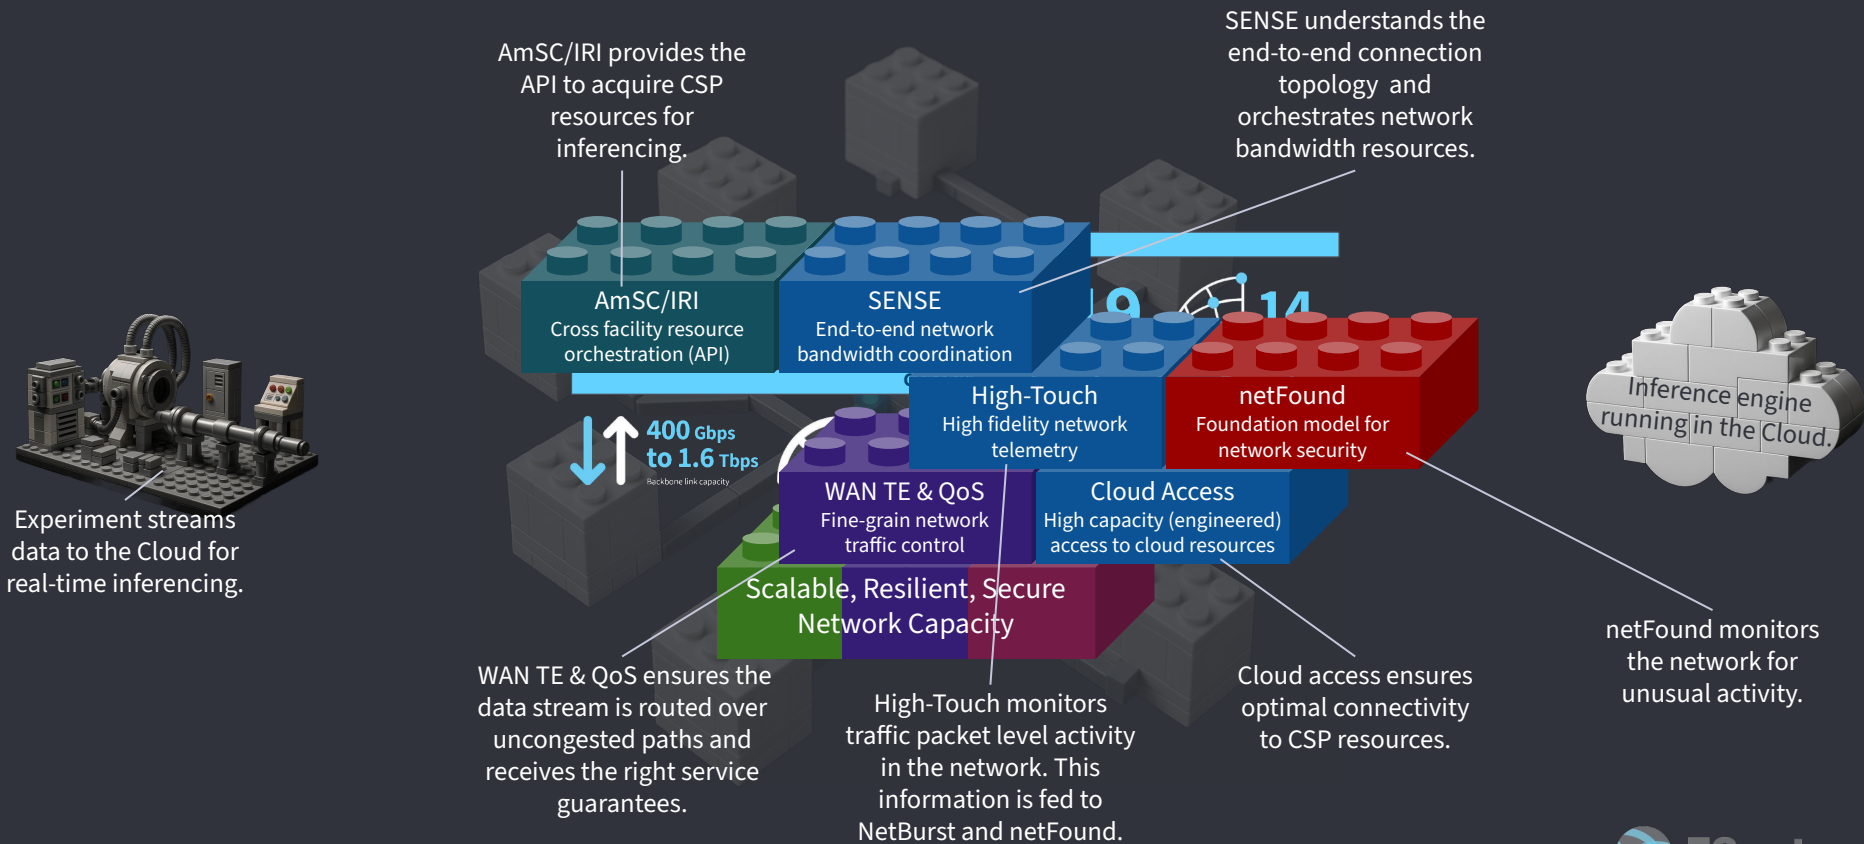 SENSE understands the
end-to-end connection
topology and
orchestrates network
bandwidth resources.
AmSC/IRI provides the
API to acquire CSP
resources for
inferencing.
AmSC/IRI
Cross facility resource
orchestration (API)
SENSE
End-to-end network
bandwidth coordination
9
14
High-Touch
High fidelity network
telemetry
netFound
Foundation model for
network security
Inference engine
running in the Cloud.
400 Gbps
to 1.6 Tbps
Backbone link capacity
WAN TE & QoS
Fine-grain network
traffic control
Cloud Access
High capacity (engineered)
access to cloud resources
Experiment streams
data to the Cloud for
real-time inferencing.
Scalable, Resilient, Secure
Network Capacity
WAN TE & QoS ensures the
data stream is routed over
uncongested paths and
receives the right service
guarantees.
High-Touch monitors
traffic packet level activity
in the network. This
information is fed to
NetBurst and netFound.
Cloud access ensures
optimal connectivity
to CSP resources.
netFound monitors
the network for
unusual activity.